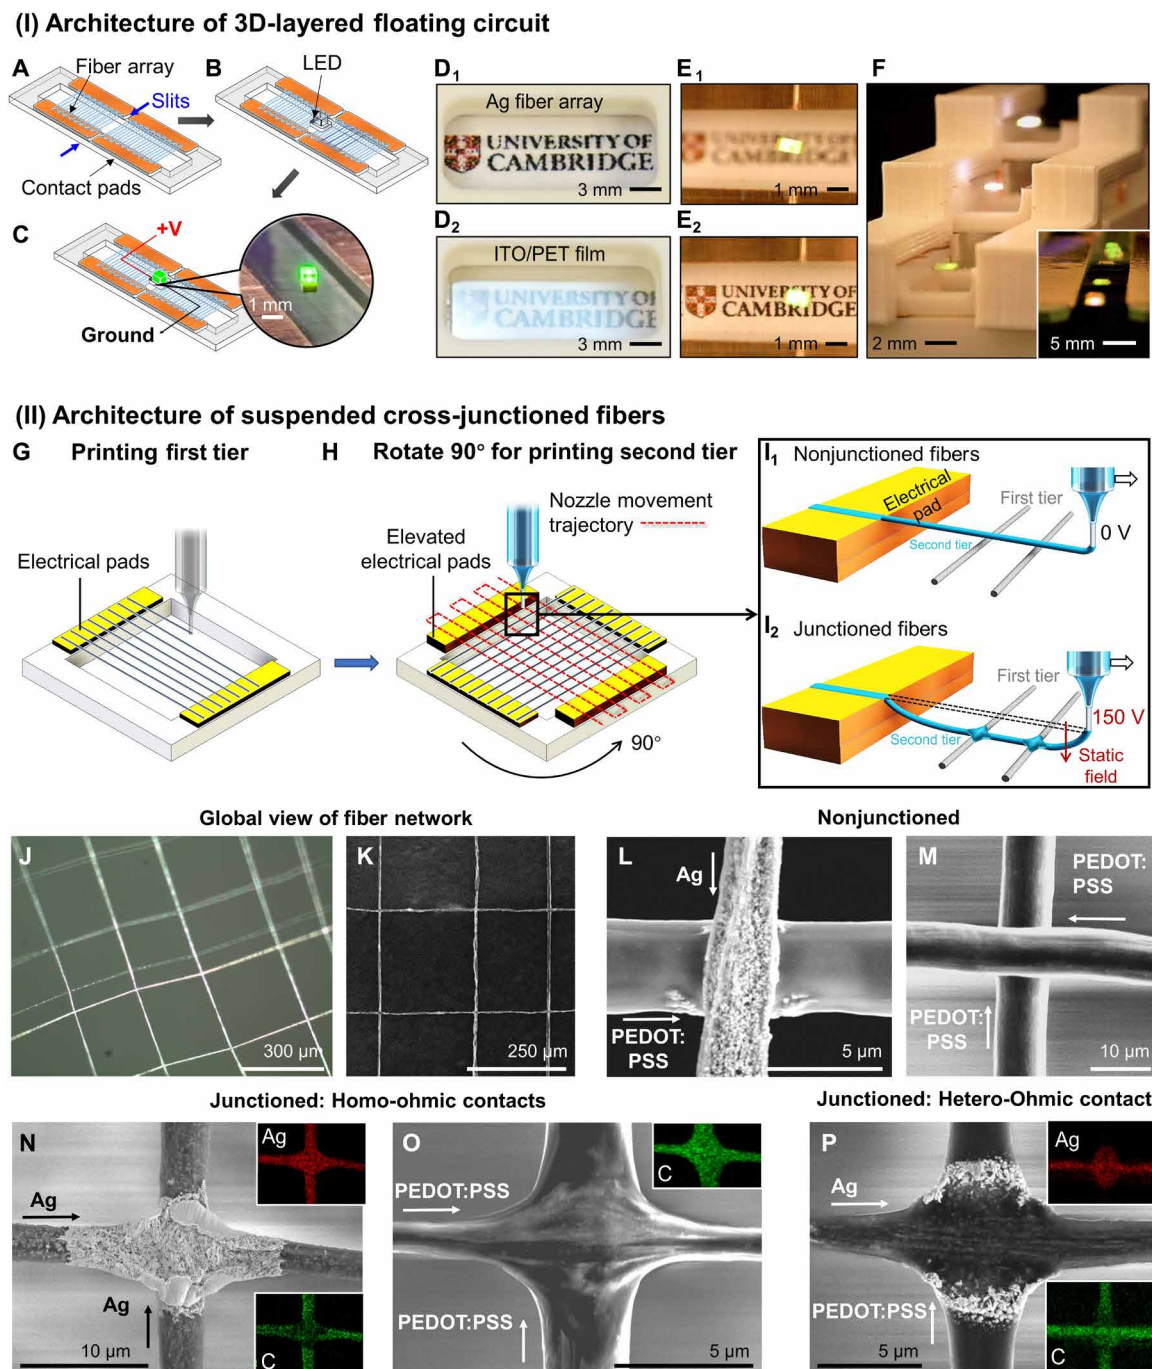 (I) Architecture of 3D-layered floating circuit
A
Fiber array
Slits
Contact pads
B
LED
C
+V
Ground
1 mm
D1
Ag fiber array
UNIVERSITY OF
CAMBRIDGE
3 mm
E1
UNIVERSITY OF
CAMBRIDGE
1 mm
D2
ITO/PET film
UNIVERSITY OF
CAMBRIDGE
3 mm
E2
UNIVERSITY OF
CAMBRIDGE
1 mm
F
2 mm
5 mm
(II) Architecture of suspended cross-junctioned fibers
G Printing first tier
Electrical pads
H Rotate 90° for printing second tier
Nozzle movement
trajectory
Elevated
electrical pads
90°
I1 Nonjunctioned fibers
Electrical
pad
First tier
Second tier
0 V
I2 Junctioned fibers
First tier
Second tier
150 V
Static
field
Global view of fiber network
Nonjunctioned
J
300 µm
K
250 µm
L
Ag
PEDOT:
PSS
5 µm
M
PEDOT:
PSS
PEDOT:
PSS
10 µm
Junctioned: Homo-ohmic contacts
Junctioned: Hetero-Ohmic contact
N
Ag
Ag
Ag
C
10 µm
O
C
PEDOT:PSS
PEDOT:PSS
5 µm
P
Ag
Ag
PEDOT:PSS
C
5 µm